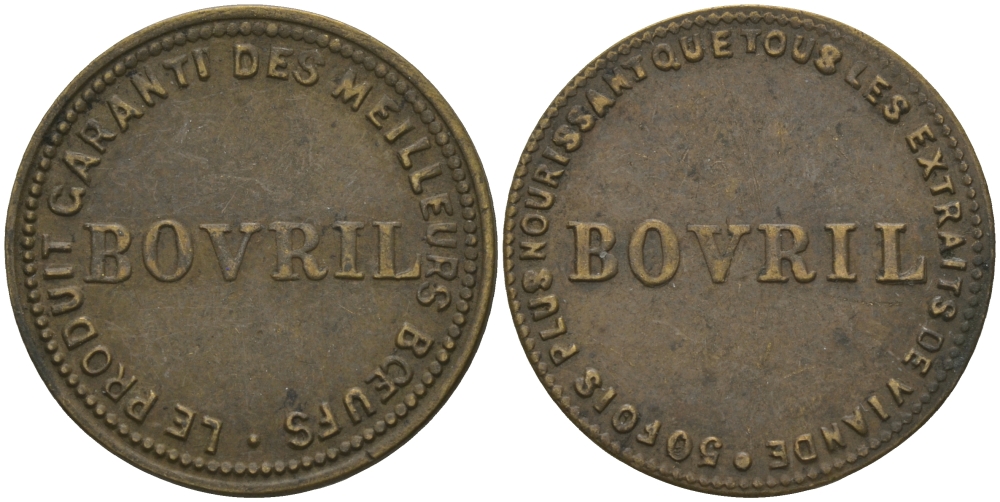 LE PRODUIT GARANTI DES MEILLEURS BŒUFS ·
BOVRIL
50 FOIS PLUS NOURISSANT QUE TOUS LES EXTRAITS DE VIANDE •
BOVRIL